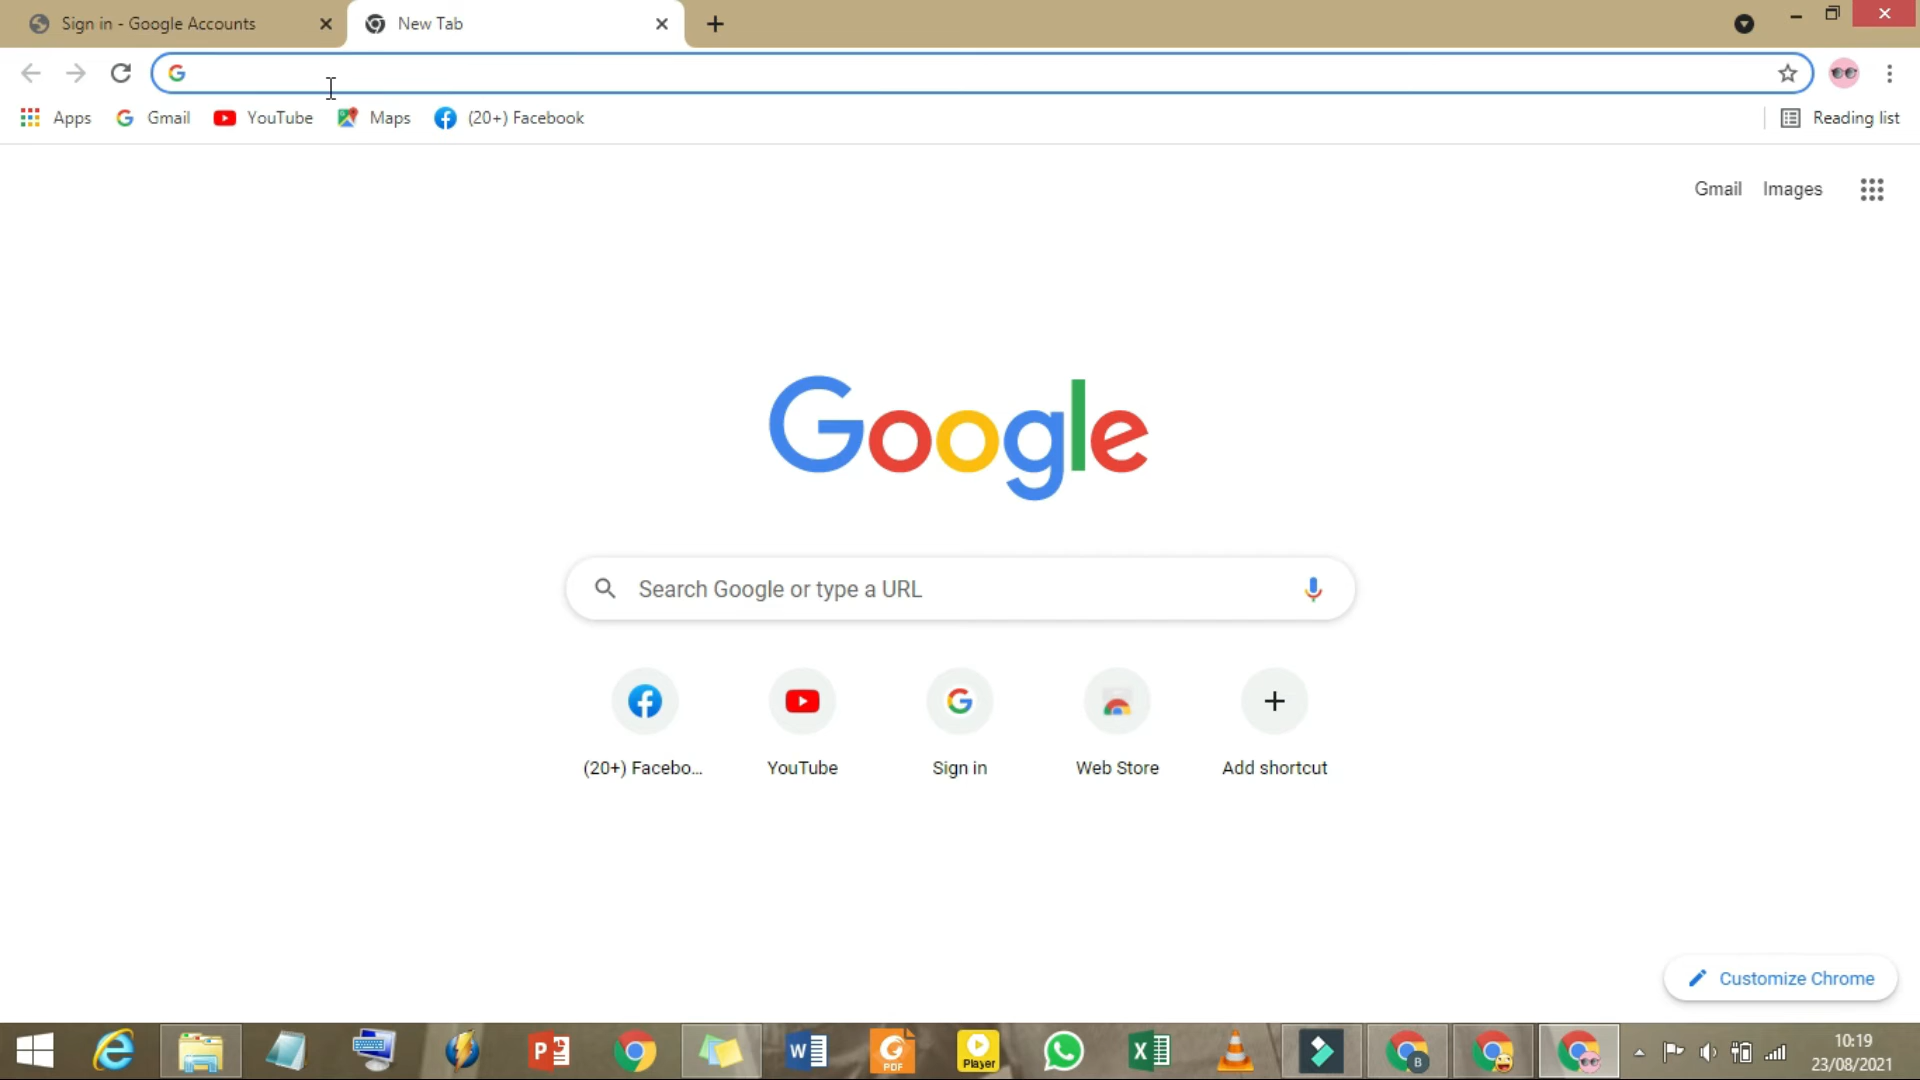 Sign in - Google Accounts
New Tab
Apps
Gmail
YouTube
Maps
(20+) Facebook
Reading list
Gmail
Images
Google
Search Google or type a URL
(20+) Facebo...
YouTube
Sign in
Web Store
Add shortcut
Customize Chrome
P
W
PDF
Player
X
B
10:19
23/08/2021